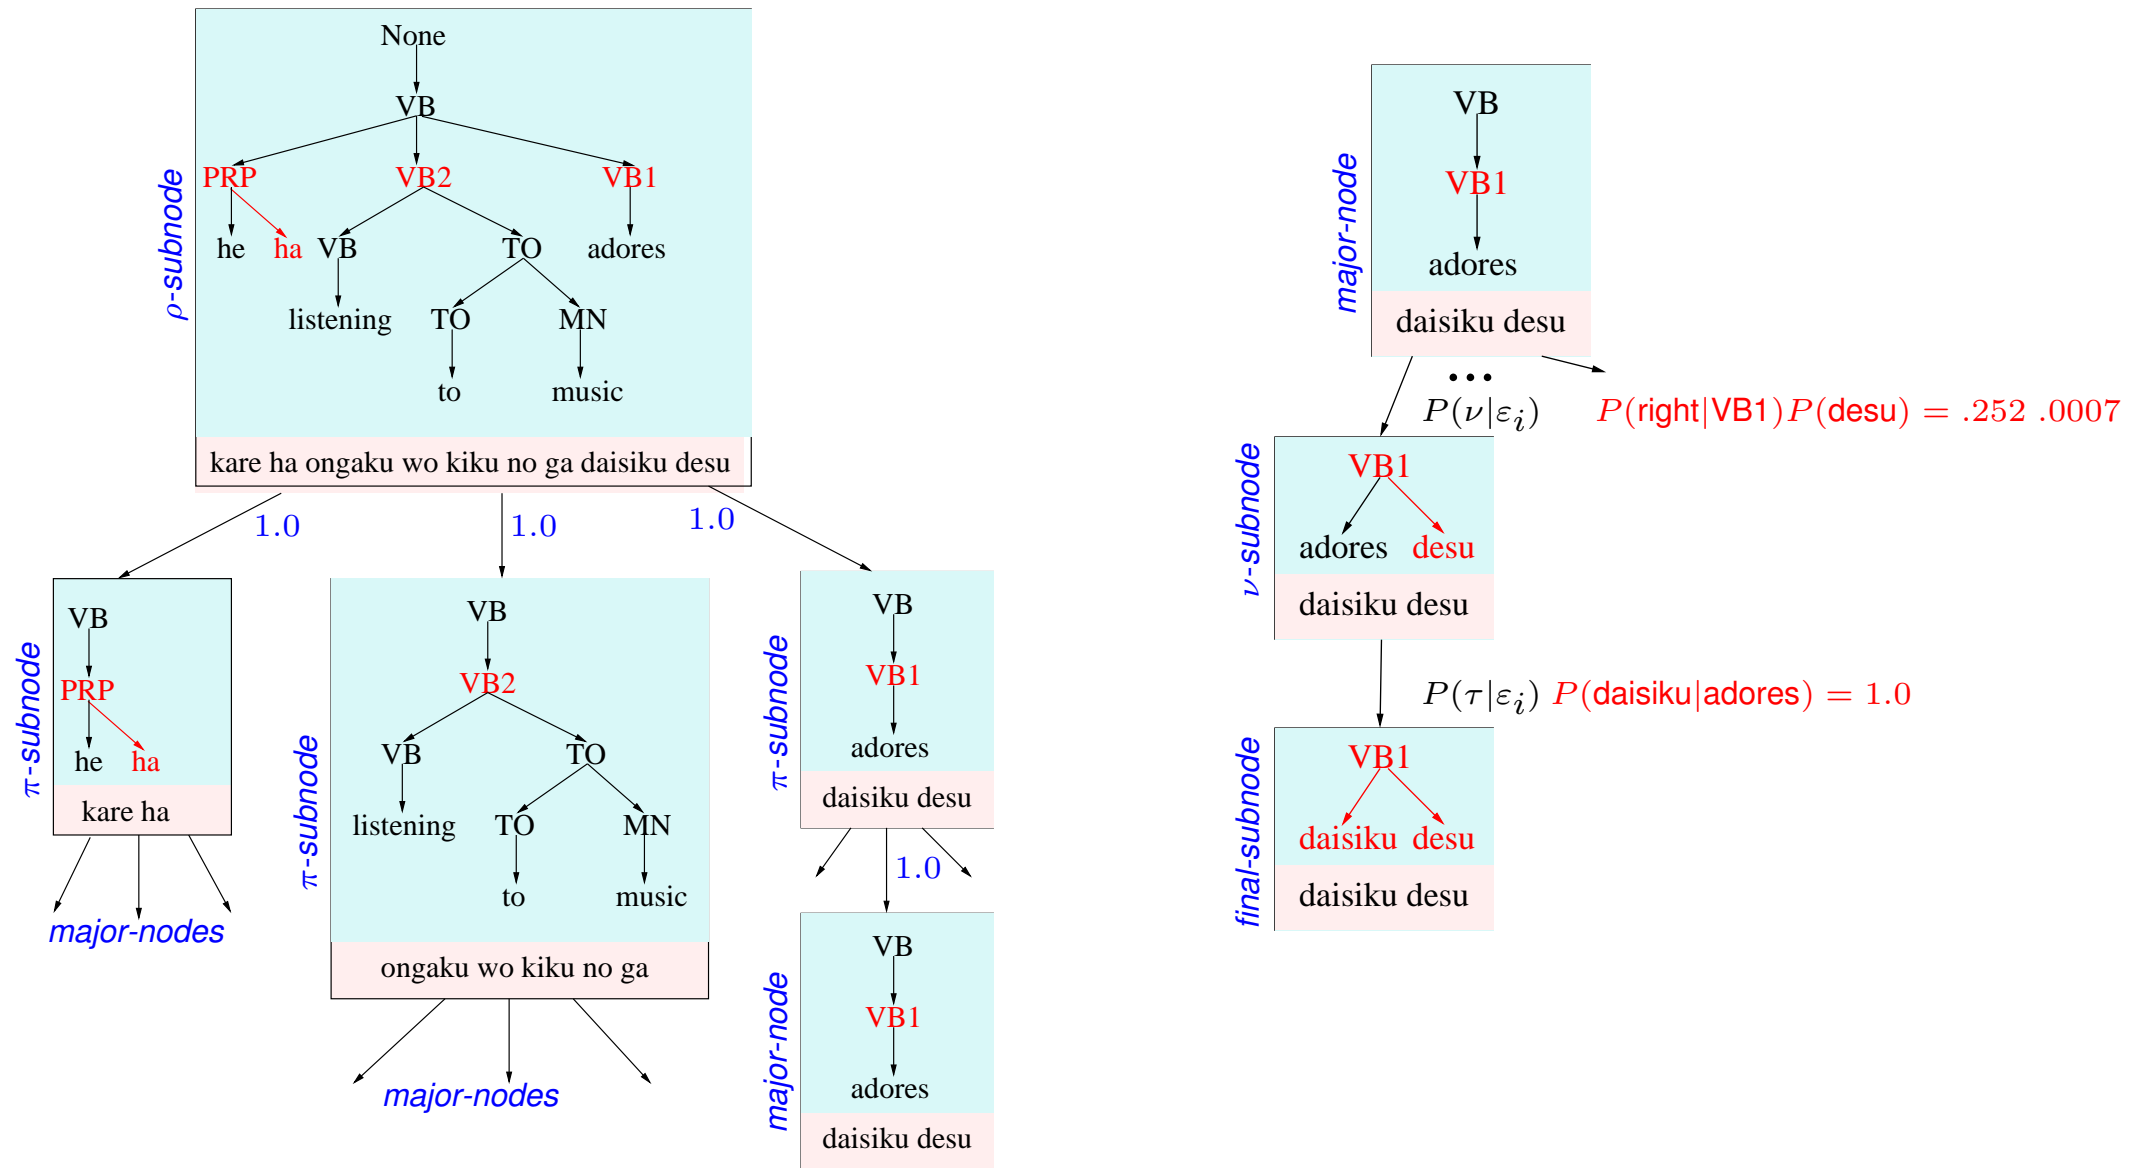 None
VB
PRP VB2 VB1
he ha VB TO adores
listening TO MN
to music
ρ-subnode
kare ha ongaku wo kiku no ga daisiku desu
1.0 1.0 1.0
VB
PRP
he ha
kare ha
π-subnode
major-nodes
VB
VB2
VB TO
listening TO MN
to music
ongaku wo kiku no ga
π-subnode
major-nodes
VB
VB1
adores
daisiku desu
π-subnode
1.0
VB
VB1
adores
daisiku desu
major-node
VB
VB1
adores
daisiku desu
major-node
...
P(ν|εi) P(right|VB1)P(desu) = .252 .0007
VB1
adores desu
daisiku desu
ν-subnode
P(τ|εi) P(daisiku|adores) = 1.0
VB1
daisiku desu
daisiku desu
final-subnode